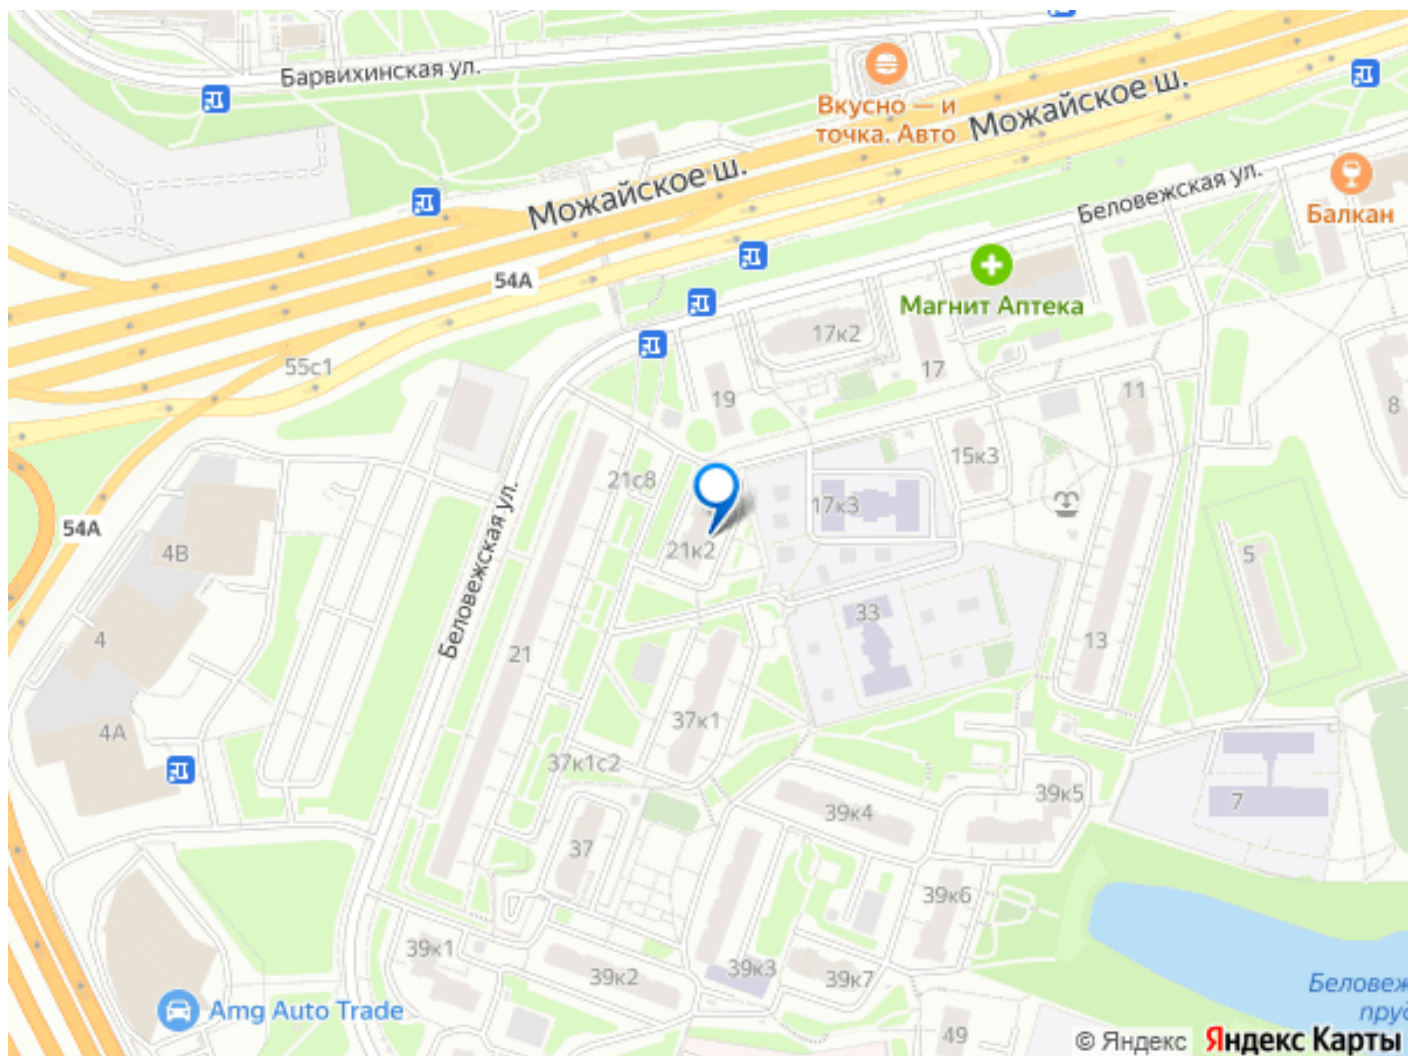 Барвихинская ул.
Вкусно — и
точка. Авто
Можайское ш.
Можайское ш.
Беловежская ул.
Балкан
54А
Магнит Аптека
55с1
17к2
17
19
11
8
21с8
15к3
17к3
Беловежская ул.
54А
4В
21к2
5
33
4
21
13
37к1
4А
37к1с2
39к4
39к5
7
37
39к6
39к1
39к2
39к3
39к7
Беловеж
пруд
Amg Auto Trade
49
© Яндекс
Яндекс Карты